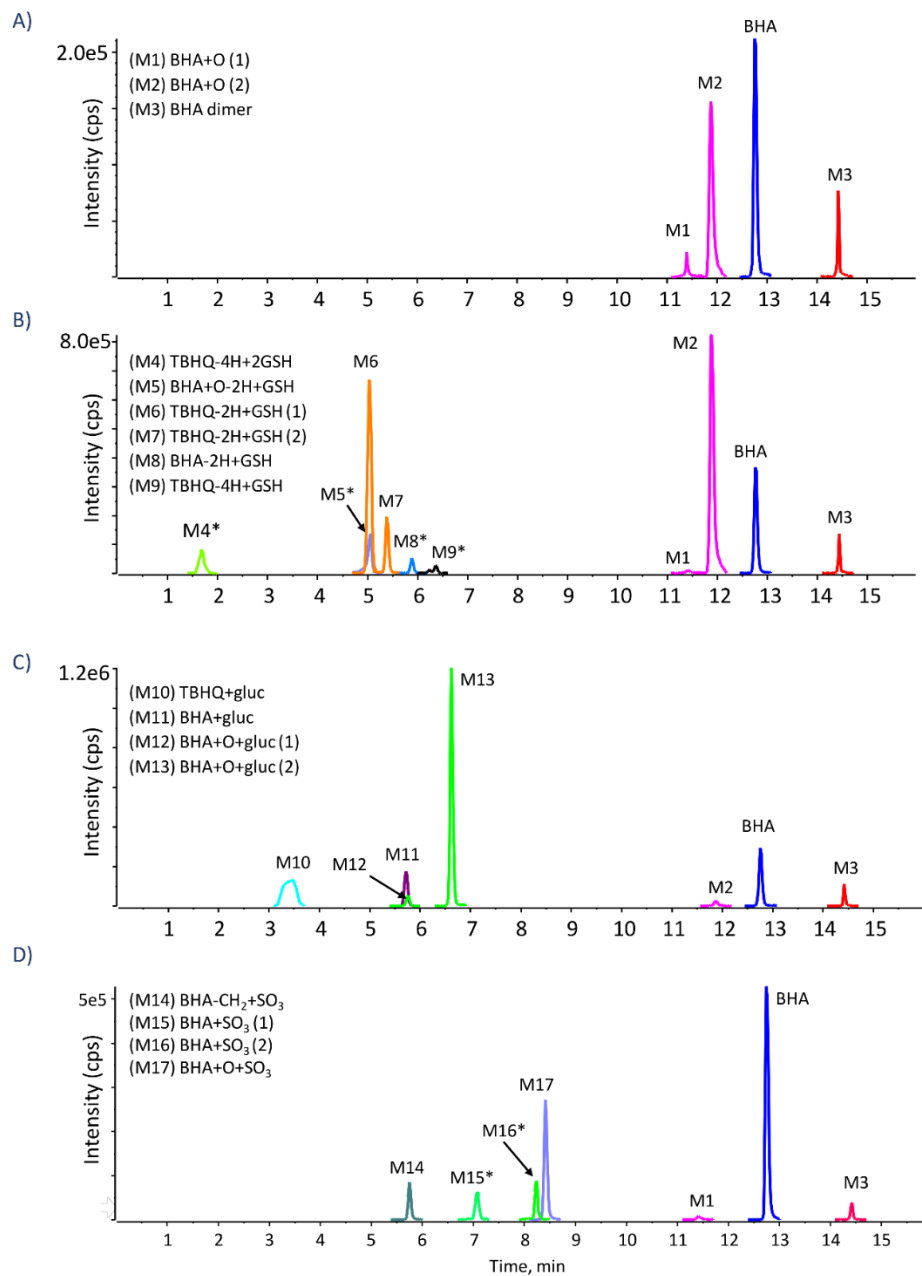 A)
2.0e5
Intensity (cps)
(M1) BHA+O (1)
(M2) BHA+O (2)
(M3) BHA dimer
BHA
M2
M3
M1
1 2 3 4 5 6 7 8 9 10 11 12 13 14 15
B)
8.0e5
Intensity (cps)
(M4) TBHQ-4H+2GSH
(M5) BHA+O-2H+GSH
(M6) TBHQ-2H+GSH (1)
(M7) TBHQ-2H+GSH (2)
(M8) BHA-2H+GSH
(M9) TBHQ-4H+GSH
M6
M2
BHA
M5*
M7
M4*
M8*
M9*
M1
M3
1 2 3 4 5 6 7 8 9 10 11 12 13 14 15
C)
1.2e6
Intensity (cps)
(M10) TBHQ+gluc
(M11) BHA+gluc
(M12) BHA+O+gluc (1)
(M13) BHA+O+gluc (2)
M13
BHA
M10
M12
M11
M2
M3
1 2 3 4 5 6 7 8 9 10 11 12 13 14 15
D)
5e5
Intensity (cps)
(M14) BHA-CH₂+SO₃
(M15) BHA+SO₃ (1)
(M16) BHA+SO₃ (2)
(M17) BHA+O+SO₃
BHA
M17
M16*
M14
M15*
M1
M3
1 2 3 4 5 6 7 8 9 10 11 12 13 14 15
Time, min